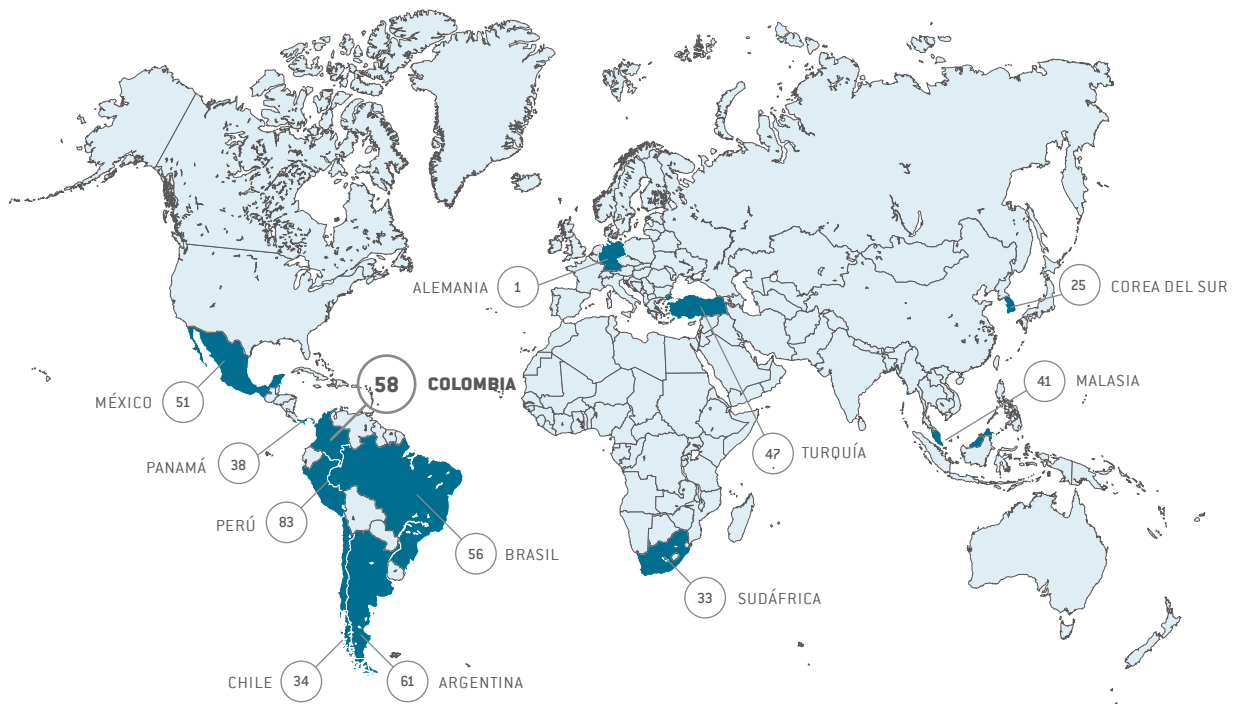 ALEMANIA 1
25 COREA DEL SUR
58 COLOMBIA
41 MALASIA
MÉXICO 51
47 TURQUÍA
PANAMÁ 38
PERÚ 83
56 BRASIL
33 SUDÁFRICA
CHILE 34
61 ARGENTINA